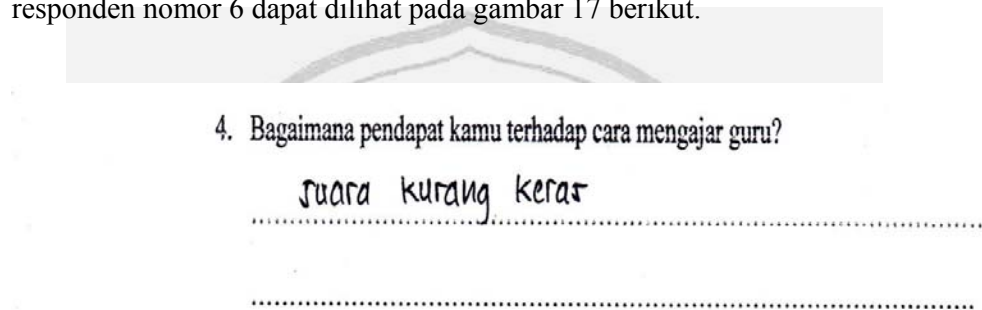 responden nomor 6 dapat dilihat pada gambar 17 berikut.
4. Bagaimana pendapat kamu terhadap cara mengajar guru?
suara kurang keras